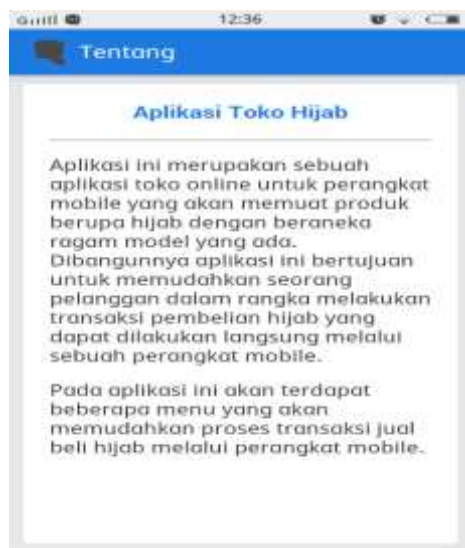 12:36
Tentang
Aplikasi Toko Hijab
Aplikasi ini merupakan sebuah
aplikasi toko online untuk perangkat
mobile yang akan memuat produk
berupa hijab dengan beraneka
ragam model yang ada.
Dibangunnya aplikasi ini bertujuan
untuk memudahkan seorang
pelanggan dalam rangka melakukan
transaksi pembelian hijab yang
dapat dilakukan langsung melalui
sebuah perangkat mobile.
Pada aplikasi ini akan terdapat
beberapa menu yang akan
memudahkan proses transaksi jual
beli hijab melalui perangkat mobile.